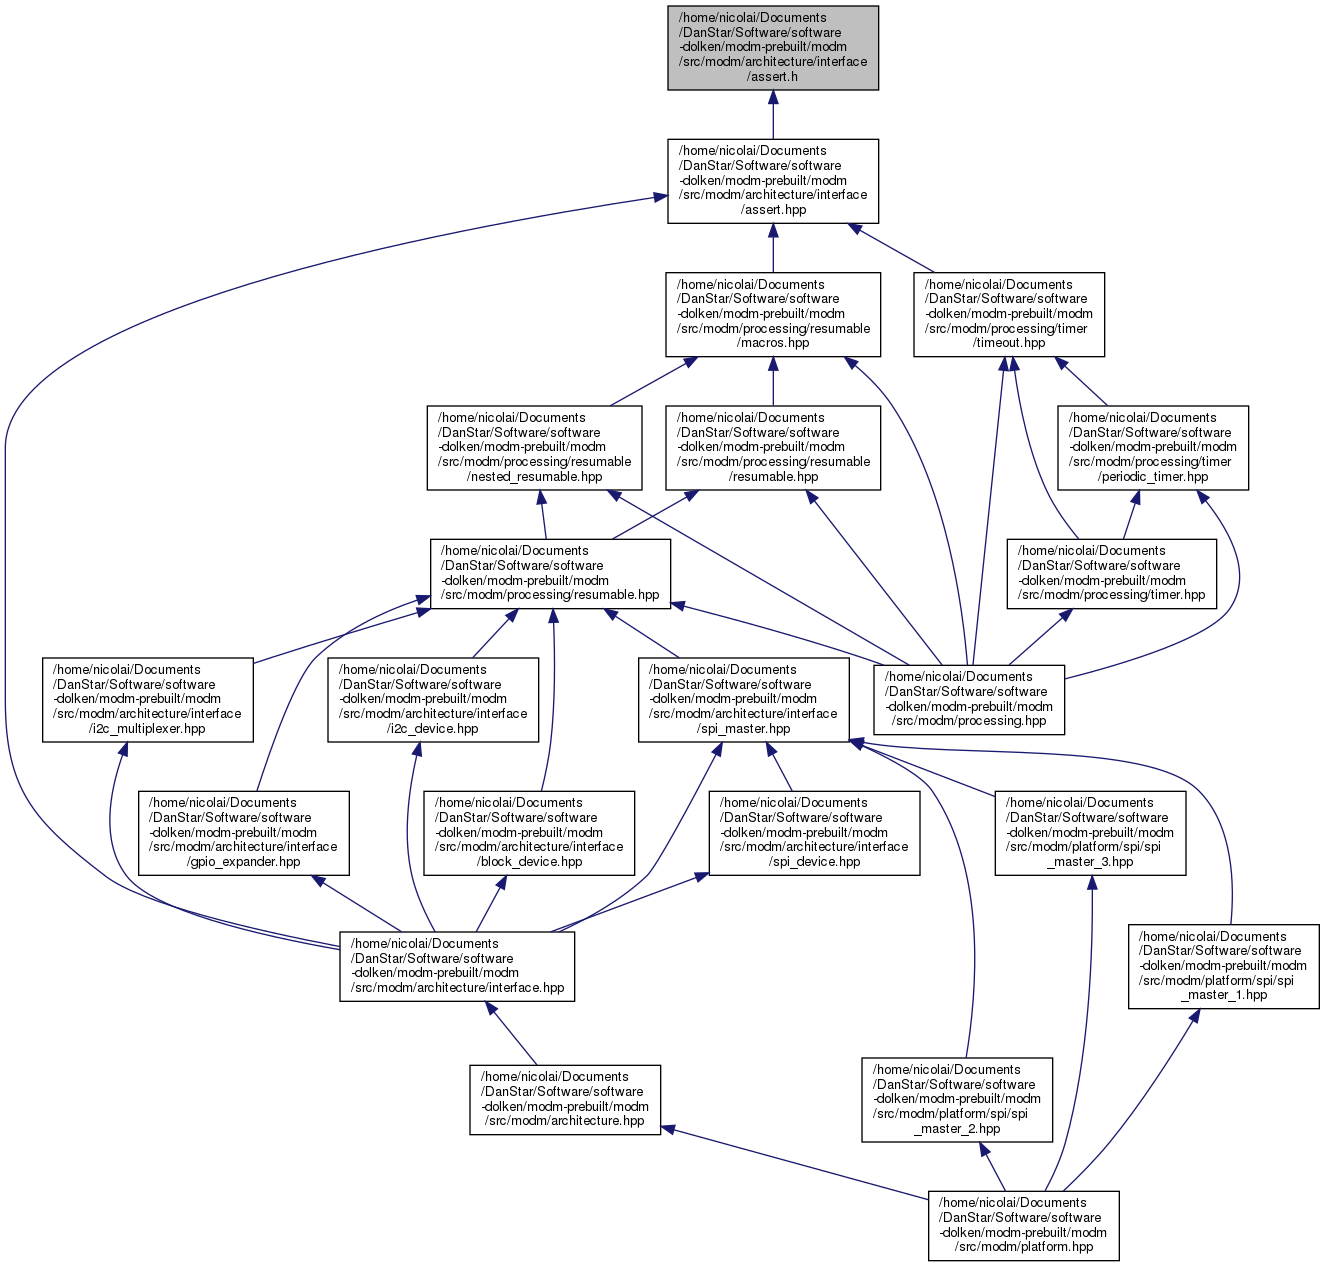 /home/nicolai/Documents
/DanStar/Software/software
-dolken/modm-prebuilt/modm
/src/modm/architecture/interface
/assert.h
/home/nicolai/Documents
/DanStar/Software/software
-dolken/modm-prebuilt/modm
/src/modm/architecture/interface
/assert.hpp
/home/nicolai/Documents
/DanStar/Software/software
-dolken/modm-prebuilt/modm
/src/modm/processing/resumable
/macros.hpp
/home/nicolai/Documents
/DanStar/Software/software
-dolken/modm-prebuilt/modm
/src/modm/processing/timer
/timeout.hpp
/home/nicolai/Documents
/DanStar/Software/software
-dolken/modm-prebuilt/modm
/src/modm/processing/resumable
/nested_resumable.hpp
/home/nicolai/Documents
/DanStar/Software/software
-dolken/modm-prebuilt/modm
/src/modm/processing/resumable
/resumable.hpp
/home/nicolai/Documents
/DanStar/Software/software
-dolken/modm-prebuilt/modm
/src/modm/processing/timer
/periodic_timer.hpp
/home/nicolai/Documents
/DanStar/Software/software
-dolken/modm-prebuilt/modm
/src/modm/processing/resumable.hpp
/home/nicolai/Documents
/DanStar/Software/software
-dolken/modm-prebuilt/modm
/src/modm/processing/timer.hpp
/home/nicolai/Documents
/DanStar/Software/software
-dolken/modm-prebuilt/modm
/src/modm/architecture/interface
/i2c_multiplexer.hpp
/home/nicolai/Documents
/DanStar/Software/software
-dolken/modm-prebuilt/modm
/src/modm/architecture/interface
/i2c_device.hpp
/home/nicolai/Documents
/DanStar/Software/software
-dolken/modm-prebuilt/modm
/src/modm/architecture/interface
/spi_master.hpp
/home/nicolai/Documents
/DanStar/Software/software
-dolken/modm-prebuilt/modm
/src/modm/processing.hpp
/home/nicolai/Documents
/DanStar/Software/software
-dolken/modm-prebuilt/modm
/src/modm/architecture/interface
/gpio_expander.hpp
/home/nicolai/Documents
/DanStar/Software/software
-dolken/modm-prebuilt/modm
/src/modm/architecture/interface
/block_device.hpp
/home/nicolai/Documents
/DanStar/Software/software
-dolken/modm-prebuilt/modm
/src/modm/architecture/interface
/spi_device.hpp
/home/nicolai/Documents
/DanStar/Software/software
-dolken/modm-prebuilt/modm
/src/modm/platform/spi/spi
_master_3.hpp
/home/nicolai/Documents
/DanStar/Software/software
-dolken/modm-prebuilt/modm
/src/modm/architecture/interface.hpp
/home/nicolai/Documents
/DanStar/Software/software
-dolken/modm-prebuilt/modm
/src/modm/platform/spi/spi
_master_1.hpp
/home/nicolai/Documents
/DanStar/Software/software
-dolken/modm-prebuilt/modm
/src/modm/architecture.hpp
/home/nicolai/Documents
/DanStar/Software/software
-dolken/modm-prebuilt/modm
/src/modm/platform/spi/spi
_master_2.hpp
/home/nicolai/Documents
/DanStar/Software/software
-dolken/modm-prebuilt/modm
/src/modm/platform.hpp